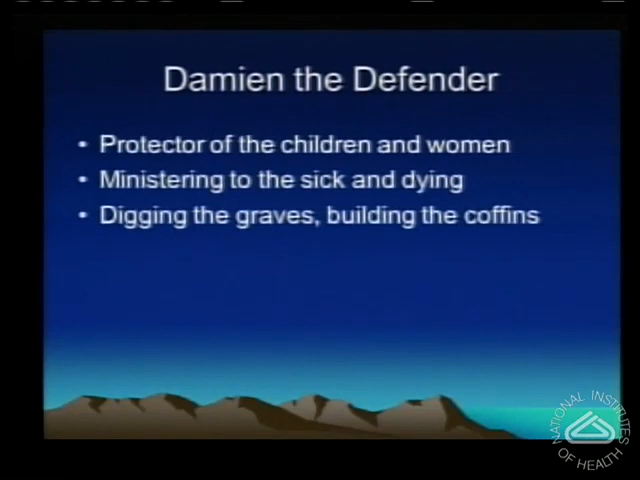 Damien the Defender
• Protector of the children and women
• Ministering to the sick and dying
• Digging the graves, building the coffins
NATIONAL INSTITUTES OF HEALTH